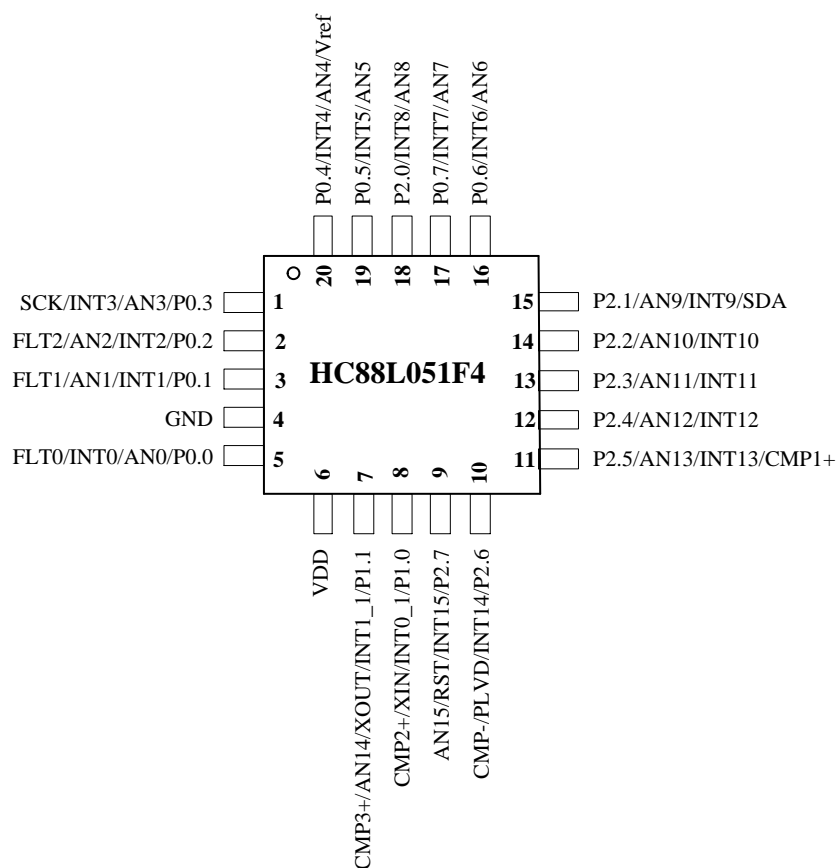 P0.4/INT4/AN4/Vref
P0.5/INT5/AN5
P2.0/INT8/AN8
P0.7/INT7/AN7
P0.6/INT6/AN6
20
19
18
17
16
SCK/INT3/AN3/P0.3
1
15
P2.1/AN9/INT9/SDA
FLT2/AN2/INT2/P0.2
2
14
P2.2/AN10/INT10
FLT1/AN1/INT1/P0.1
3
HC88L051F4
13
P2.3/AN11/INT11
GND
4
12
P2.4/AN12/INT12
FLT0/INT0/AN0/P0.0
5
11
P2.5/AN13/INT13/CMP1+
6
7
8
9
10
VDD
CMP3+/AN14/XOUT/INT1_1/P1.1
CMP2+/XIN/INT0_1/P1.0
AN15/RST/INT15/P2.7
CMP-/PLVD/INT14/P2.6